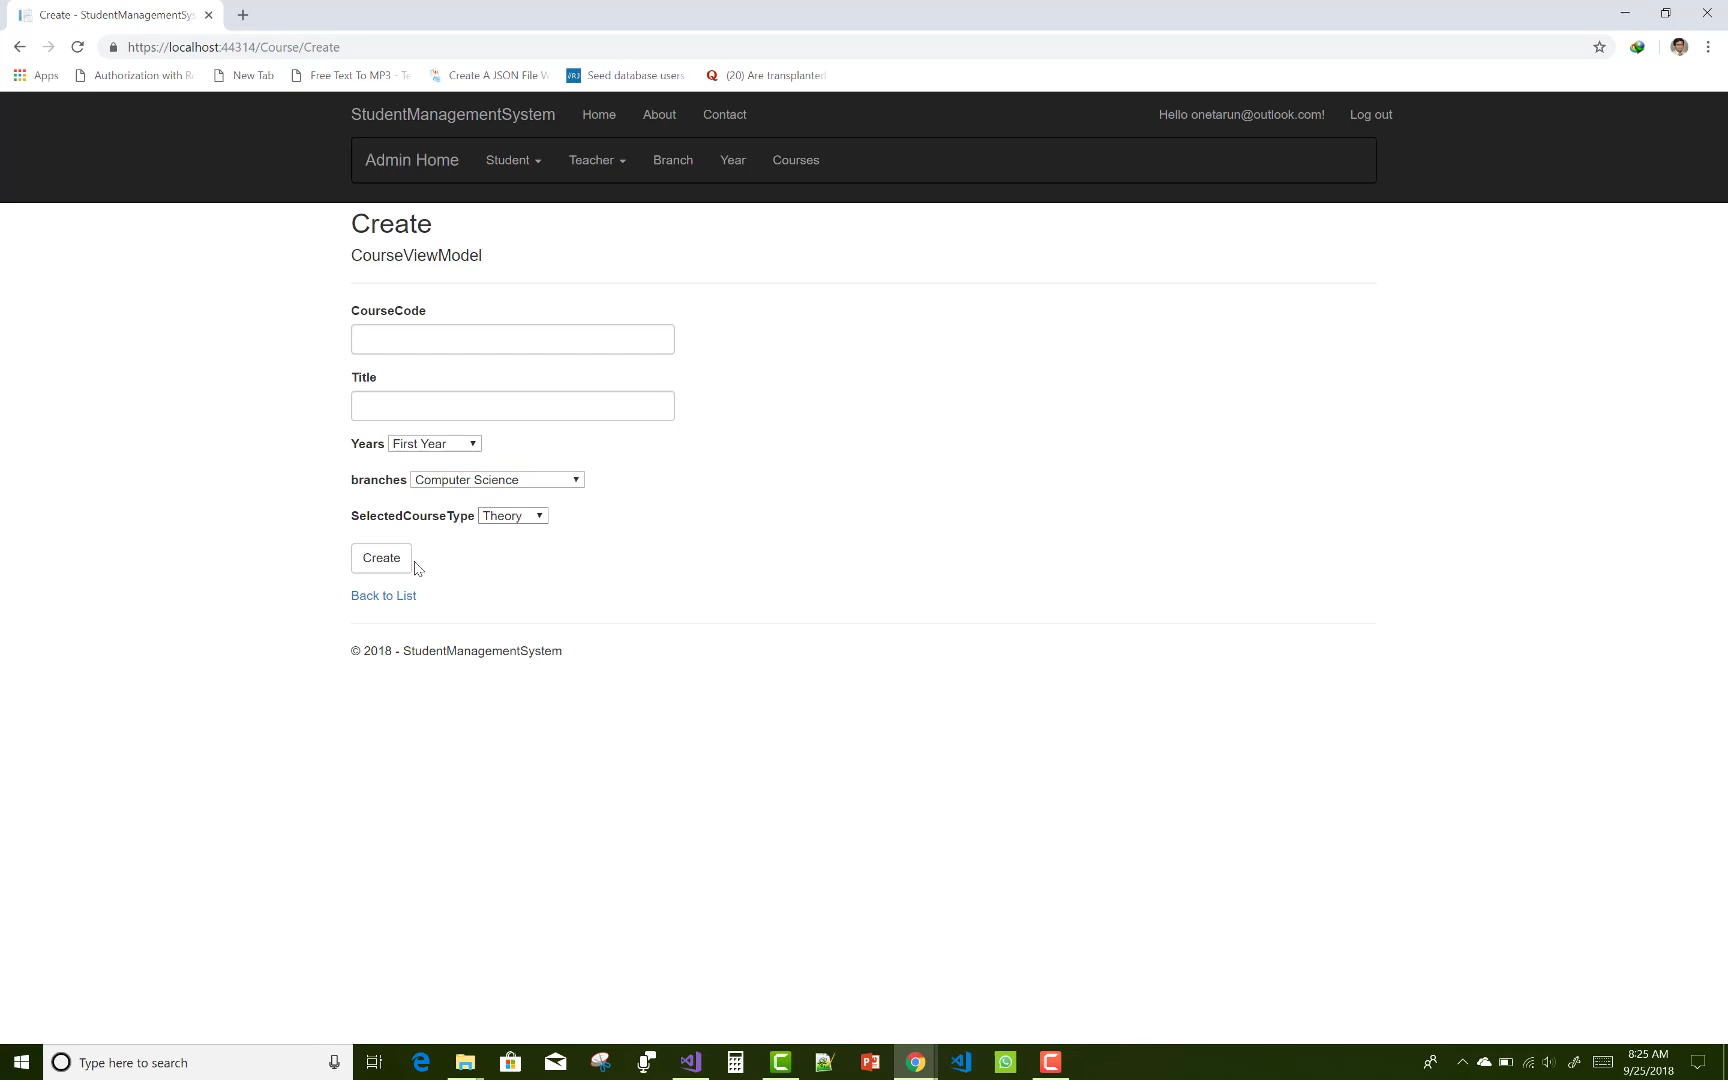 Create - StudentManagementSys
https://localhost:44314/Course/Create
Apps Authorization with R New Tab Free Text To MP3 - Te Create A JSON File W Seed database users (20) Are transplanted
StudentManagementSystem Home About Contact Hello onetarun@outlook.com! Log out
Admin Home Student Teacher Branch Year Courses
Create
CourseViewModel
CourseCode
Title
Years First Year
branches Computer Science
SelectedCourseType Theory
Create
Back to List
© 2018 - StudentManagementSystem
Type here to search
8:25 AM
9/25/2018